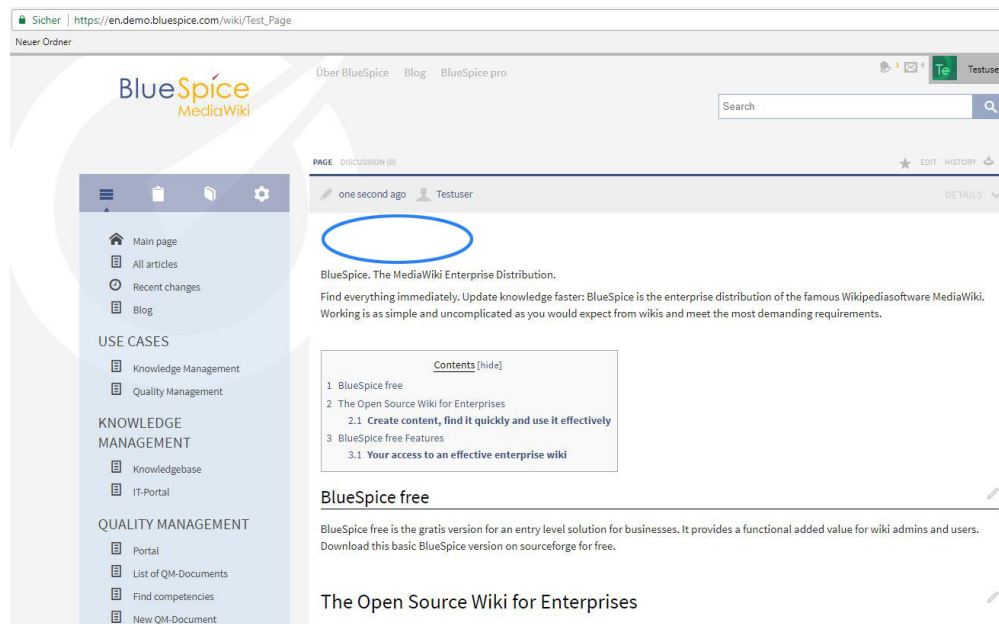 Sicher | https://en.demo.bluespice.com/wiki/Test_Page
Neuer Ordner
BlueSpice
MediaWiki
Über BlueSpice Blog BlueSpice pro
1 0 Te Testuse
Search
PAGE DISCUSSION (0) EDIT HISTORY
one second ago Testuser DETAILS
Main page
All articles
Recent changes
Blog
USE CASES
Knowledge Management
Quality Management
KNOWLEDGE
MANAGEMENT
Knowledgebase
IT-Portal
QUALITY MANAGEMENT
Portal
List of QM-Documents
Find competencies
New QM-Document
BlueSpice. The MediaWiki Enterprise Distribution.
Find everything immediately. Update knowledge faster: BlueSpice is the enterprise distribution of the famous Wikipediasoftware MediaWiki.
Working is as simple and uncomplicated as you would expect from wikis and meet the most demanding requirements.
Contents [hide]
1 BlueSpice free
2 The Open Source Wiki for Enterprises
2.1 Create content, find it quickly and use it effectively
3 BlueSpice free Features
3.1 Your access to an effective enterprise wiki
BlueSpice free
BlueSpice free is the gratis version for an entry level solution for businesses. It provides a functional added value for wiki admins and users.
Download this basic BlueSpice version on sourceforge for free.
The Open Source Wiki for Enterprises